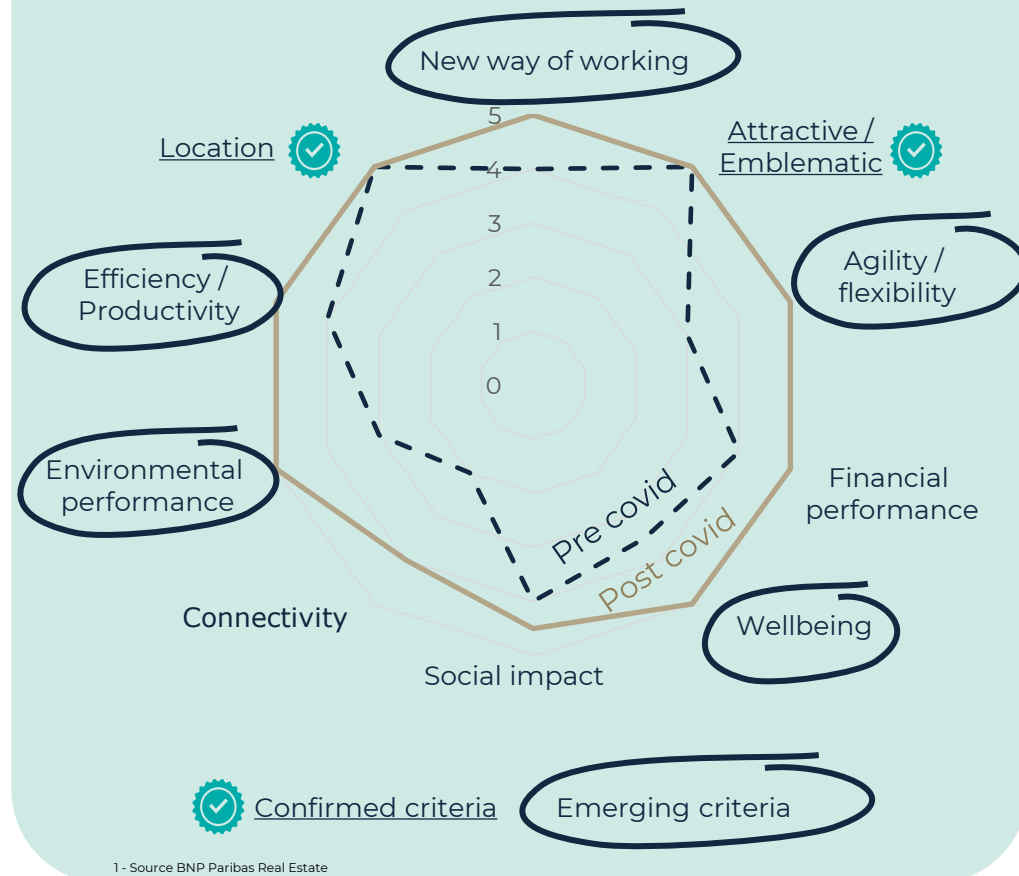 New way of working
5
Location
Attractive /
Emblematic
4
3
Efficiency /
Productivity
Agility /
flexibility
2
1
0
Environmental
performance
Financial
performance
Pre covid
Post covid
Connectivity
Wellbeing
Social impact
Confirmed criteria
Emerging criteria
1 - Source BNP Paribas Real Estate